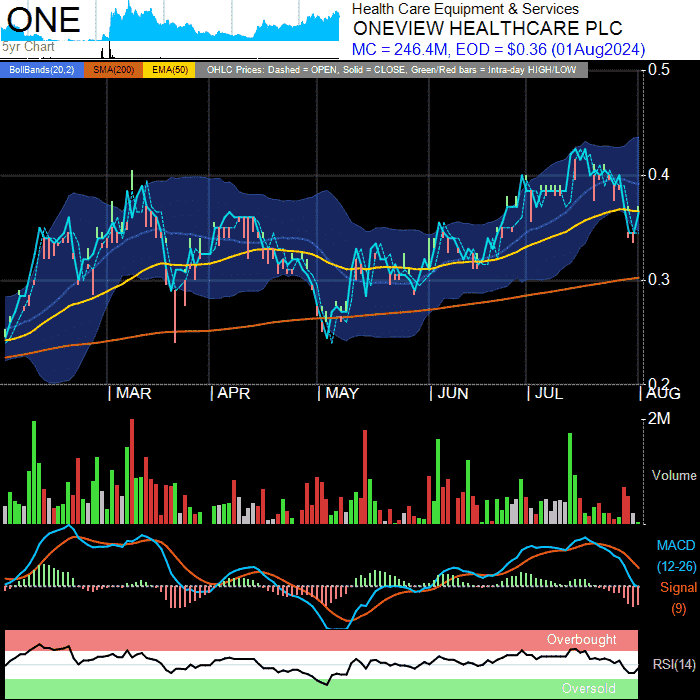 ONE
5yr Chart
Health Care Equipment & Services
ONEVIEW HEALTHCARE PLC
MC = 246.4M, EOD = $0.36 (01Aug2024)
BollBands(20,2) SMA(200) EMA(50) OHLC Prices: Dashed = OPEN, Solid = CLOSE, Green/Red bars = Intra-day HIGH/LOW
0.5
0.4
0.3
0.2
MAR APR MAY JUN JUL AUG
2M
Volume
MACD
(12-26)
Signal
(9)
Overbought
RSI(14)
Oversold